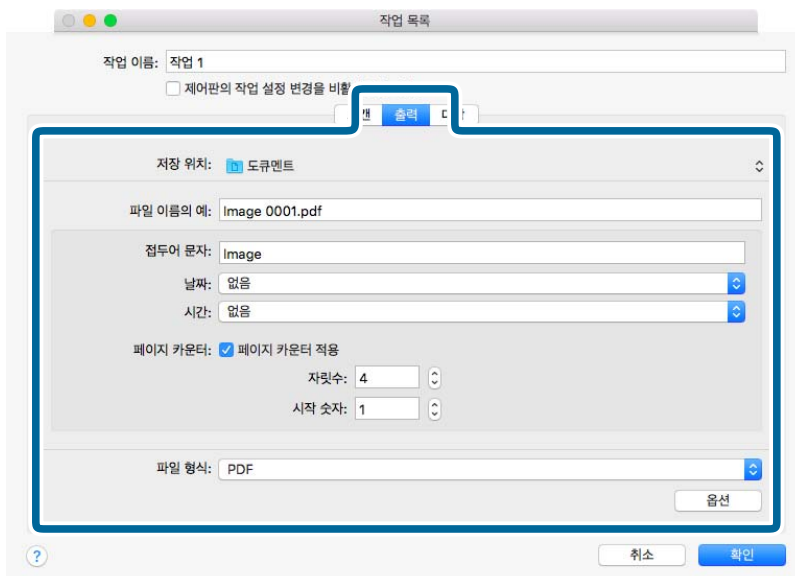 작업 목록
작업 이름: 작업 1
제어판의 작업 설정 변경을
출력
저장 위치: 도큐멘트
파일 이름의 예: Image 0001.pdf
접두어 문자: Image
날짜: 없음
시간: 없음
페이지 카운터: 페이지 카운터 적용
자릿수: 4
시작 숫자: 1
파일 형식: PDF
옵션
? 취소 확인